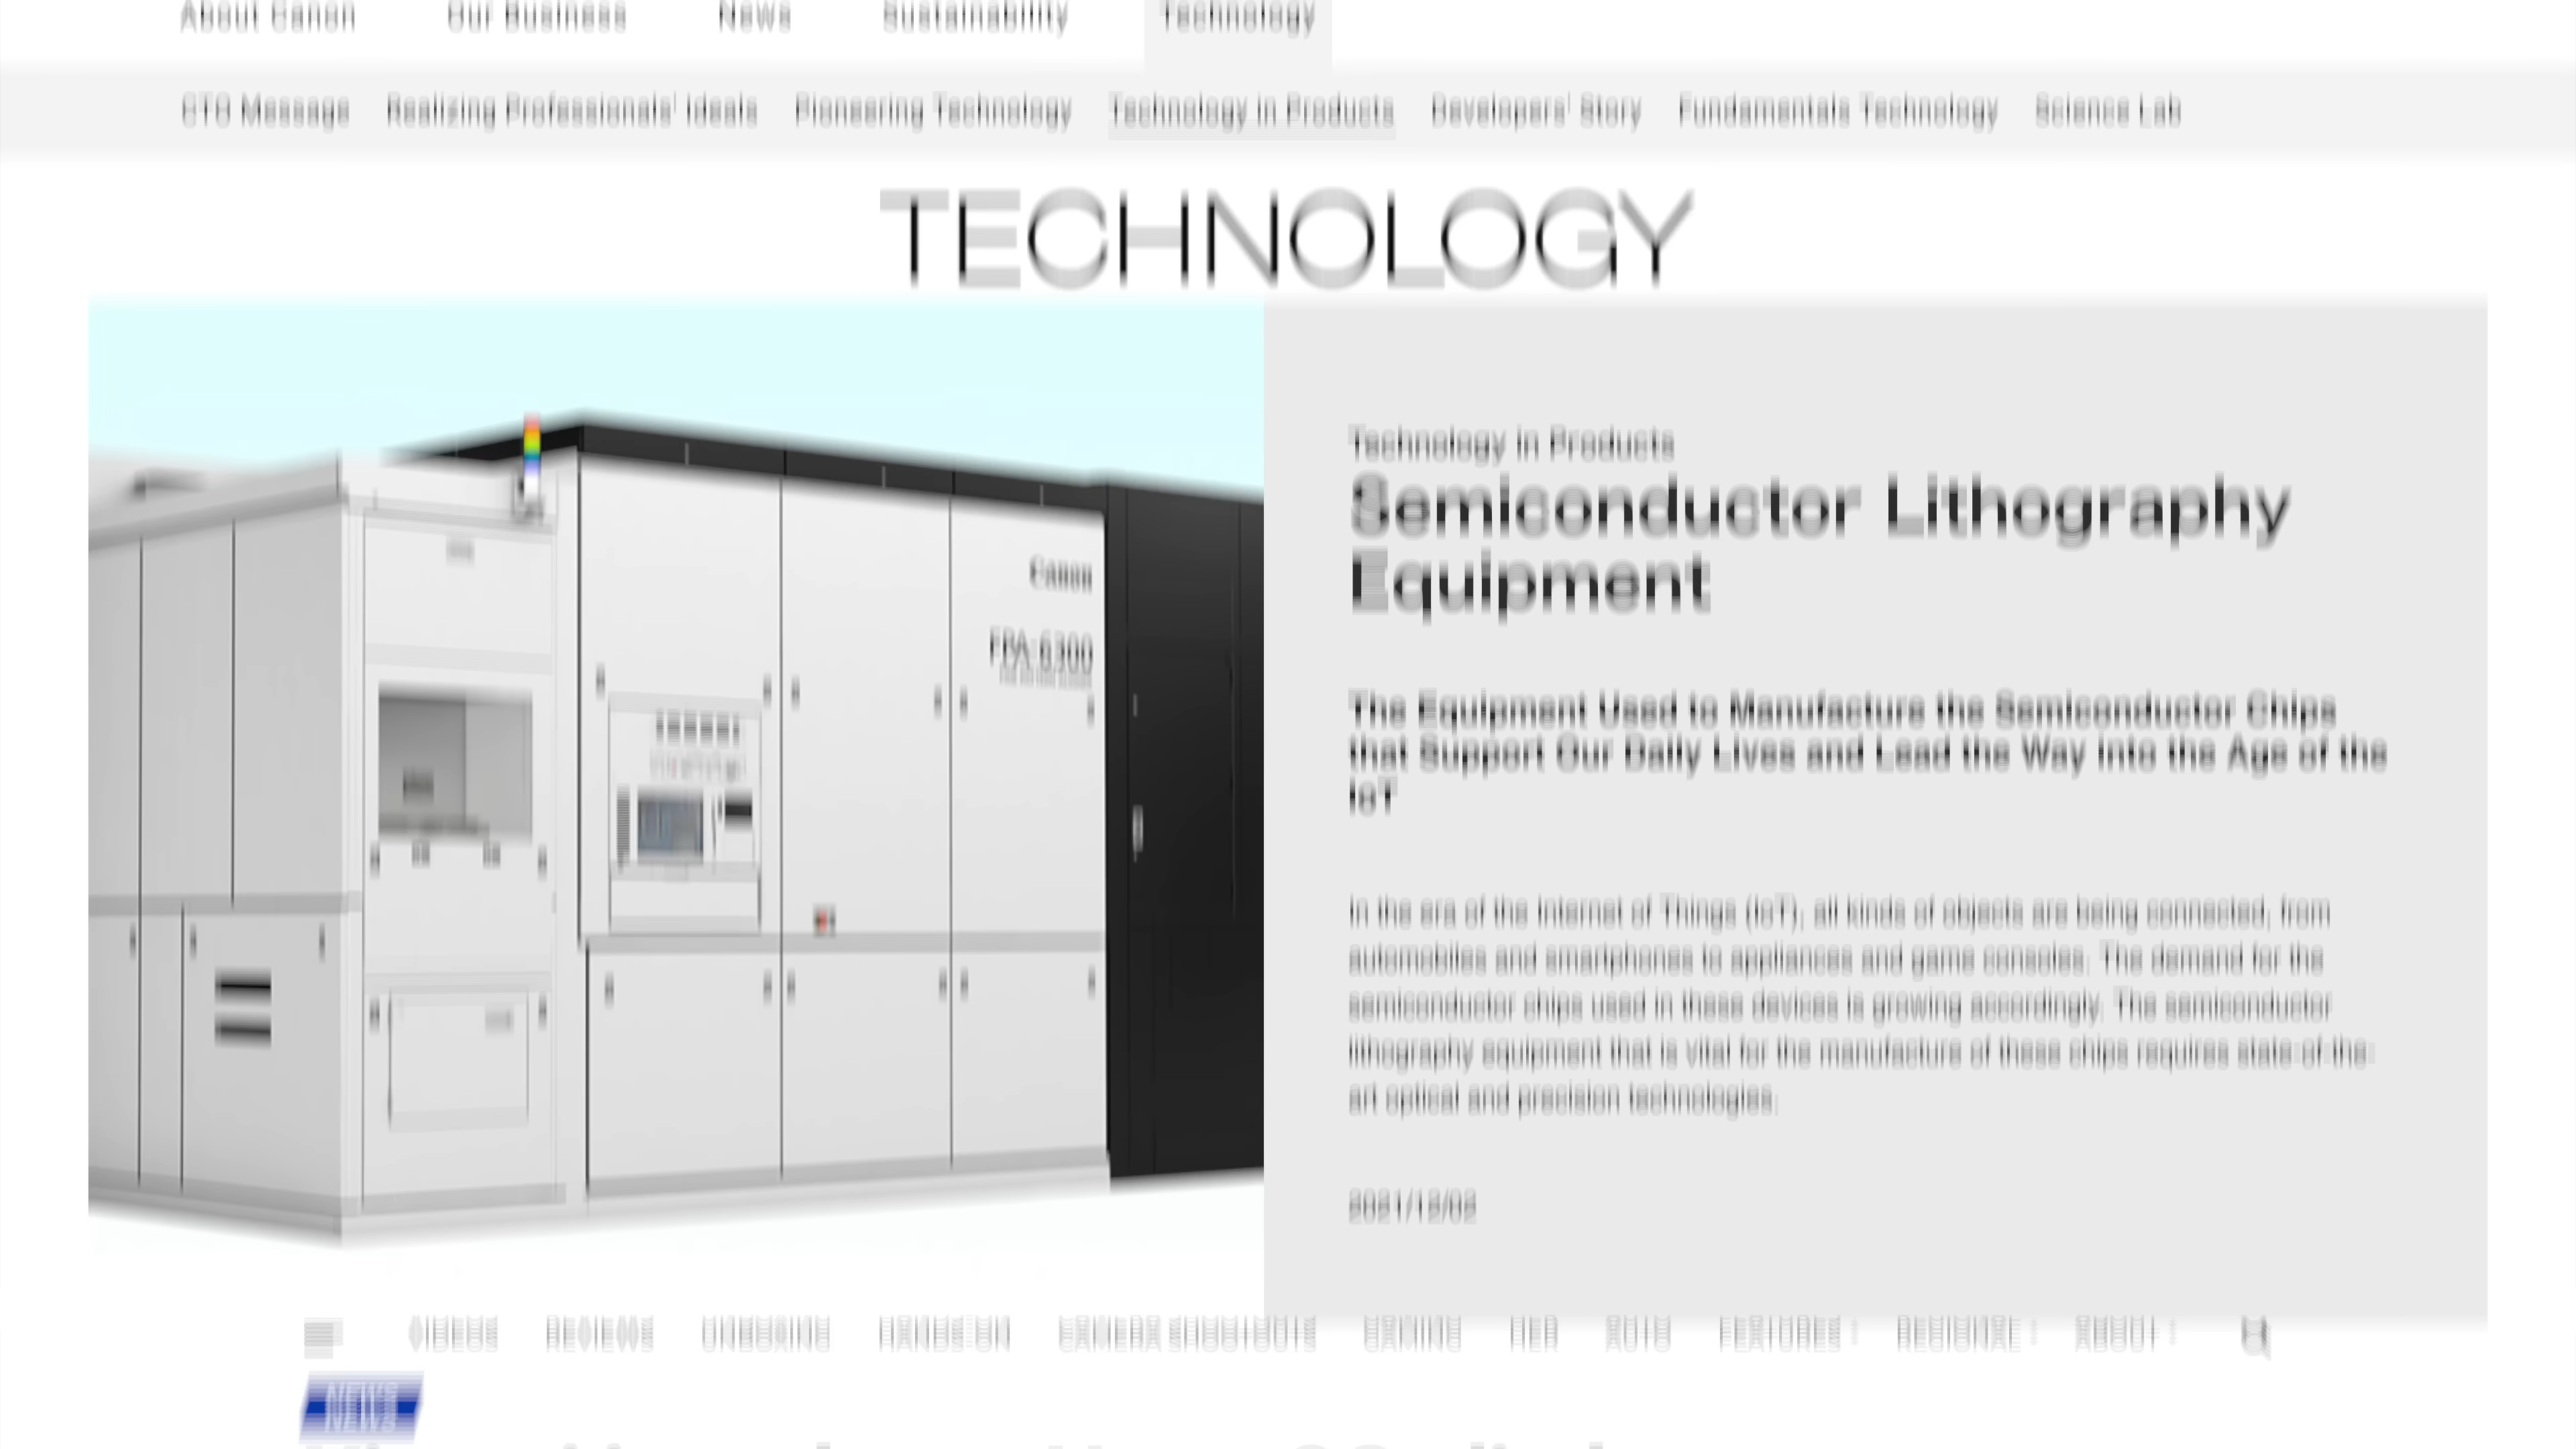 About Canon Our Business News Sustainability Technology
CTO Message Realizing Professionals' Ideals Pioneering Technology Technology in Products Developers' Story Fundamentals Technology Science Lab
TECHNOLOGY
Canon
FPA-6300
Technology in Products
Semiconductor Lithography
Equipment
The Equipment Used to Manufacture the Semiconductor Chips
that Support Our Daily Lives and Lead the Way into the Age of the
IoT
In the era of the Internet of Things (IoT), all kinds of objects are being connected, from
automobiles and smartphones to appliances and game consoles. The demand for the
semiconductor chips used in these devices is growing accordingly. The semiconductor
lithography equipment that is vital for the manufacture of these chips requires state-of-the-
art optical and precision technologies.
2021/12/02
VIDEOS REVIEWS UNBOXING HANDS-ON CAMERA SHOOTOUTS GAMING HER AUTO FEATURES REGIONAL ABOUT
NEWS